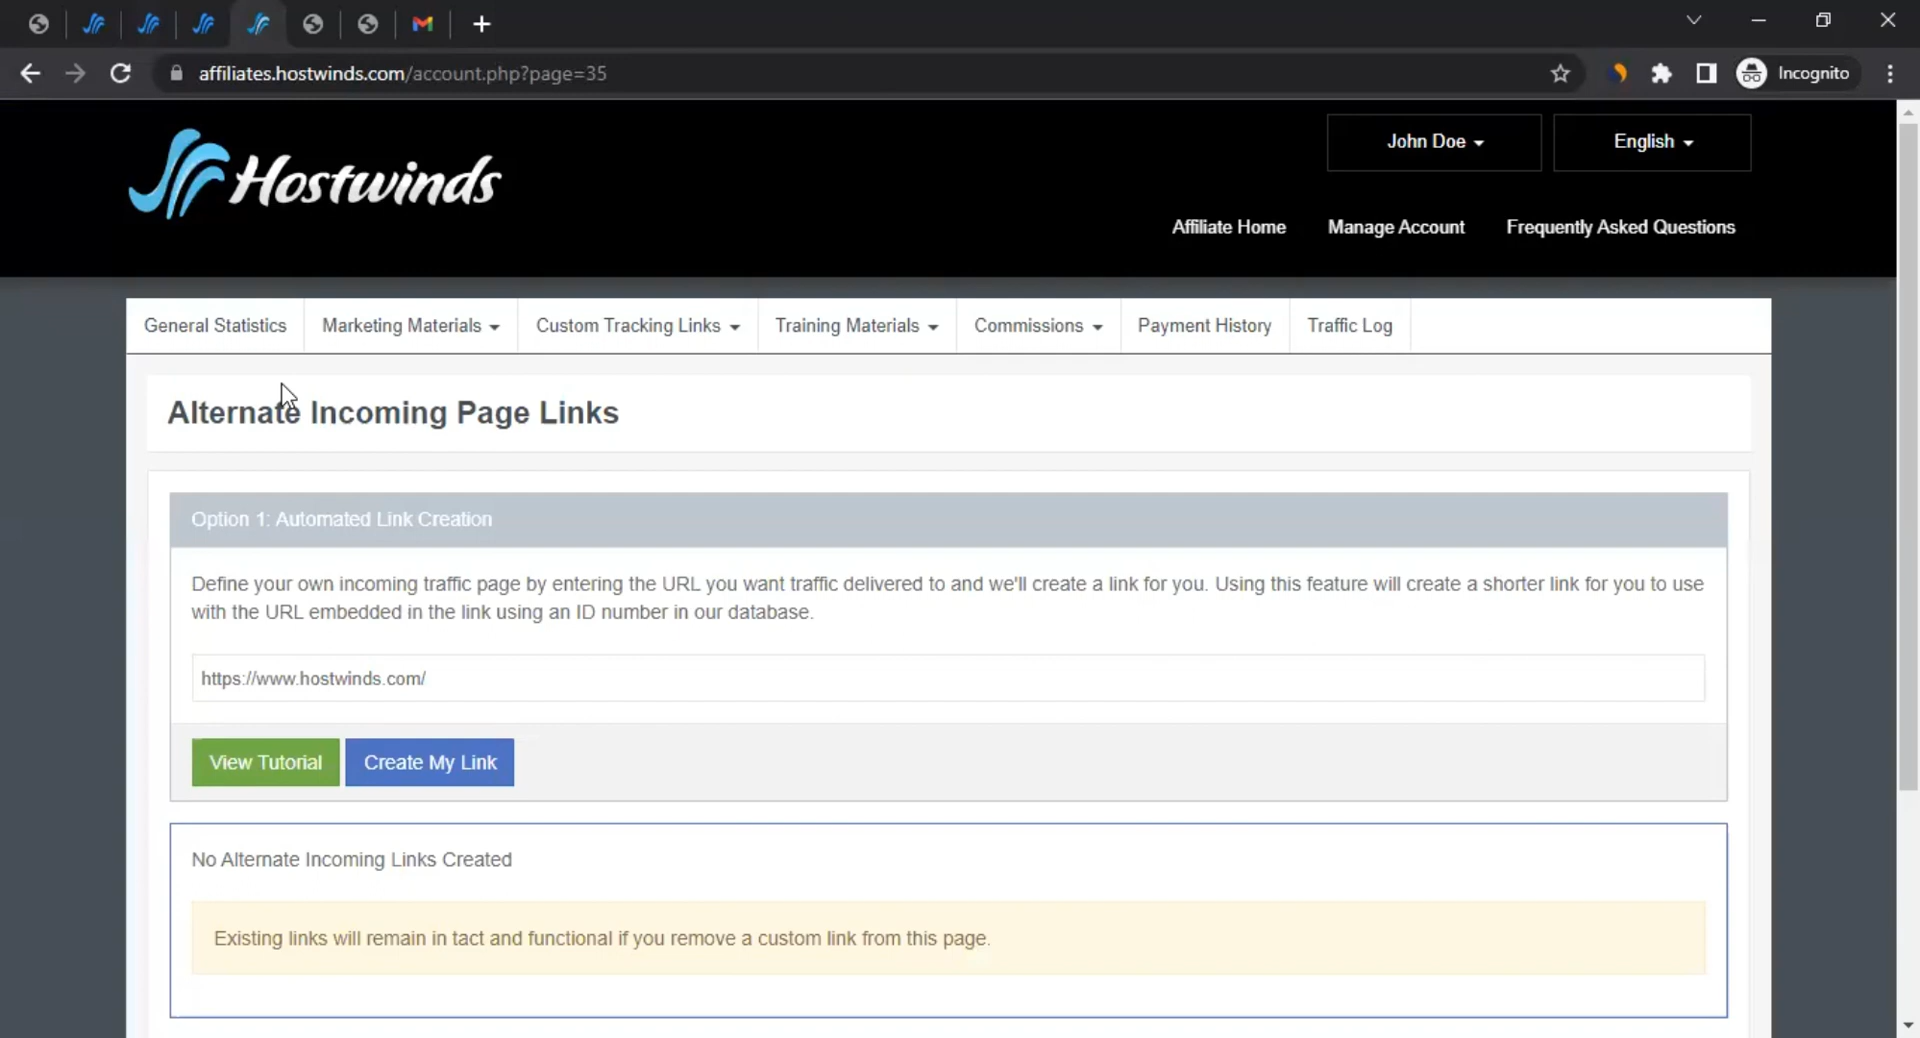 affiliates.hostwinds.com/account.php?page=35
Incognito
Hostwinds
John Doe
English
Affiliate Home
Manage Account
Frequently Asked Questions
General Statistics
Marketing Materials
Custom Tracking Links
Training Materials
Commissions
Payment History
Traffic Log
Alternate Incoming Page Links
Option 1: Automated Link Creation
Define your own incoming traffic page by entering the URL you want traffic delivered to and we'll create a link for you. Using this feature will create a shorter link for you to use
with the URL embedded in the link using an ID number in our database.
https://www.hostwinds.com/
View Tutorial
Create My Link
No Alternate Incoming Links Created
Existing links will remain in tact and functional if you remove a custom link from this page.